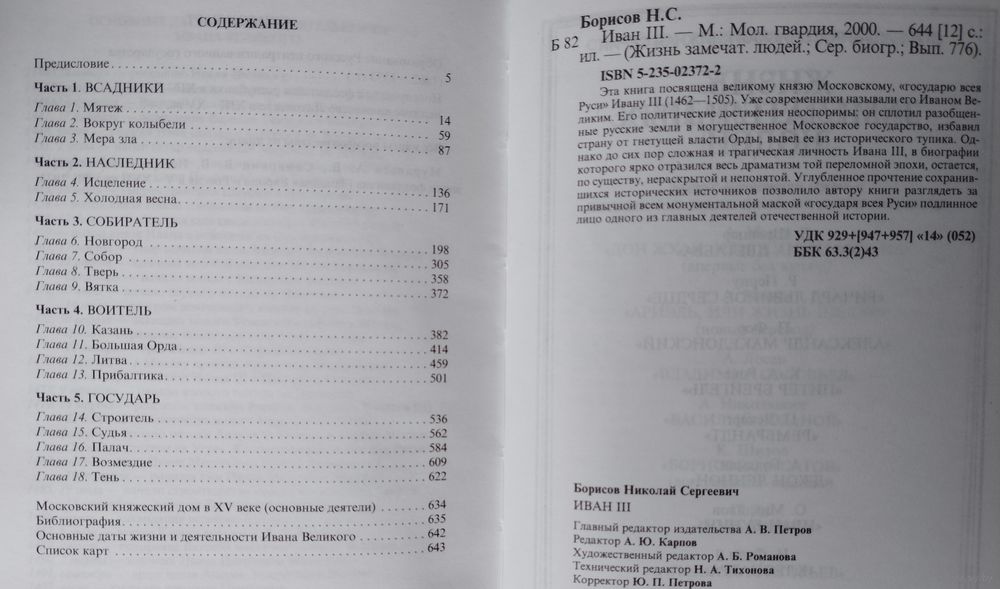 СОДЕРЖАНИЕ
Предисловие 5
Часть 1. ВСАДНИКИ
Глава 1. Мятеж 14
Глава 2. Вокруг колыбели 59
Глава 3. Мера зла 87
Часть 2. НАСЛЕДНИК
Глава 4. Исцеление 136
Глава 5. Холодная весна 171
Часть 3. СОБИРАТЕЛЬ
Глава 6. Новгород 198
Глава 7. Собор 305
Глава 8. Тверь 358
Глава 9. Вятка 372
Часть 4. ВОИТЕЛЬ
Глава 10. Казань 382
Глава 11. Большая Орда 414
Глава 12. Литва 459
Глава 13. Прибалтика 501
Часть 5. ГОСУДАРЬ
Глава 14. Строитель 536
Глава 15. Судья 562
Глава 16. Палач 584
Глава 17. Возмездие 609
Глава 18. Тень 622
Московский княжеский дом в XV веке (основные деятели) 634
Библиография 635
Основные даты жизни и деятельности Ивана Великого 642
Список карт 643
Борисов Н.С.
Б 82 Иван III. — М.: Мол. гвардия, 2000. — 644 [12] с.:
ил. — (Жизнь замечат. людей.; Сер. биогр.; Вып. 776).
ISBN 5-235-02372-2
Эта книга посвящена великому князю Московскому, «государю всея
Руси» Ивану III (1462—1505). Уже современники называли его Иваном Ве-
ликим. Его политические достижения неоспоримы: он сплотил разобщен-
ные русские земли в могущественное Московское государство, избавил
страну от гнетущей власти Орды, вывел ее из исторического тупика. Од-
нако до сих пор сложная и трагическая личность Ивана III, в биографии
которого ярко отразился весь драматизм той переломной эпохи, остается,
по существу, нераскрытой и непонятой. Углубленное прочтение сохранив-
шихся исторических источников позволило автору книги разглядеть за
привычной всем монументальной маской «государя всея Руси» подлинное
лицо одного из главных деятелей отечественной истории.
УДК 929+[947+957] «14» (052)
ББК 63.3(2)43
Борисов Николай Сергеевич
ИВАН III
Главный редактор издательства А. В. Петров
Редактор А. Ю. Карпов
Художественный редактор А. Б. Романова
Технический редактор Н. А. Тихонова
Корректор Ю. П. Петрова